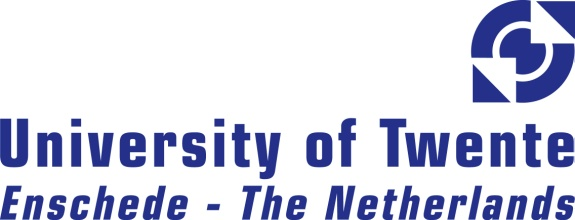 University of Twente
Enschede - The Netherlands